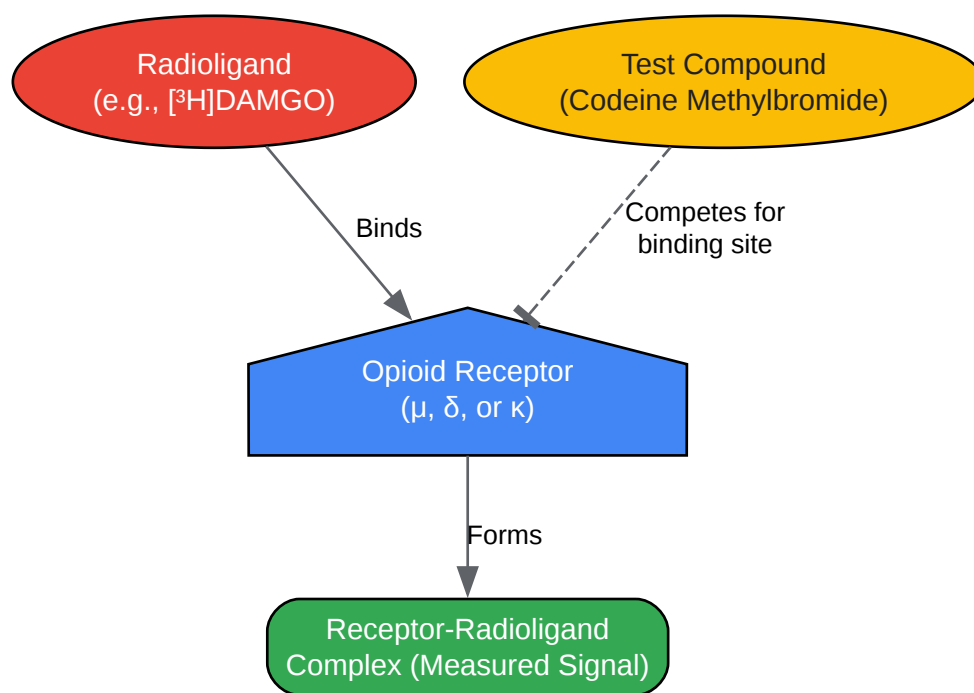 Radioligand
(e.g., [³H]DAMGO)
Test Compound
(Codeine Methylbromide)
Binds
Competes for
binding site
Opioid Receptor
(μ, δ, or κ)
Forms
Receptor-Radioligand
Complex (Measured Signal)